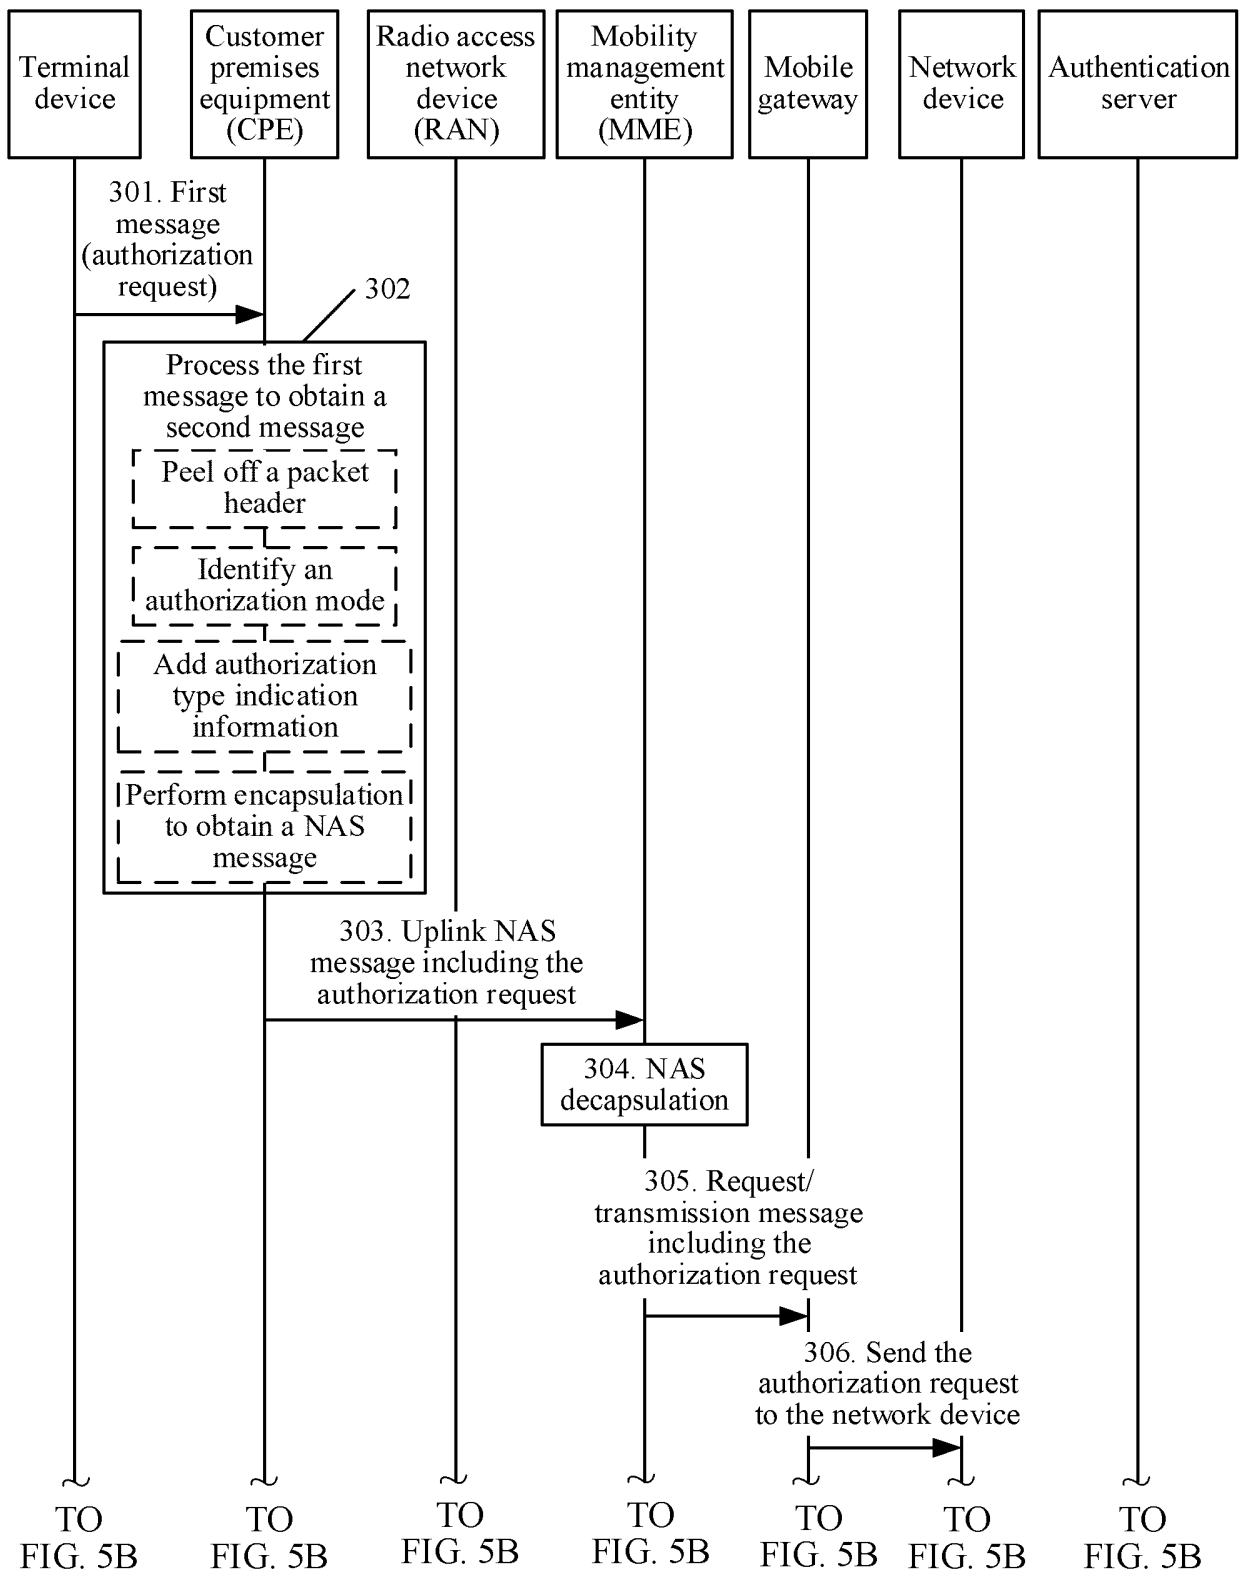 Terminal
device
Customer
premises
equipment
(CPE)
Radio access
network
device
(RAN)
Mobility
management
entity
(MME)
Mobile
gateway
Network
device
Authentication
server
301. First
message
(authorization
request)
302
Process the first
message to obtain a
second message
Peel off a packet
header
Identify an
authorization mode
Add authorization
type indication
information
Perform encapsulation
to obtain a NAS
message
303. Uplink NAS
message including the
authorization request
304. NAS
decapsulation
305. Request/
transmission message
including the
authorization request
306. Send the
authorization request
to the network device
TO
FIG. 5B
TO
FIG. 5B
TO
FIG. 5B
TO
FIG. 5B
TO
FIG. 5B
TO
FIG. 5B
TO
FIG. 5B